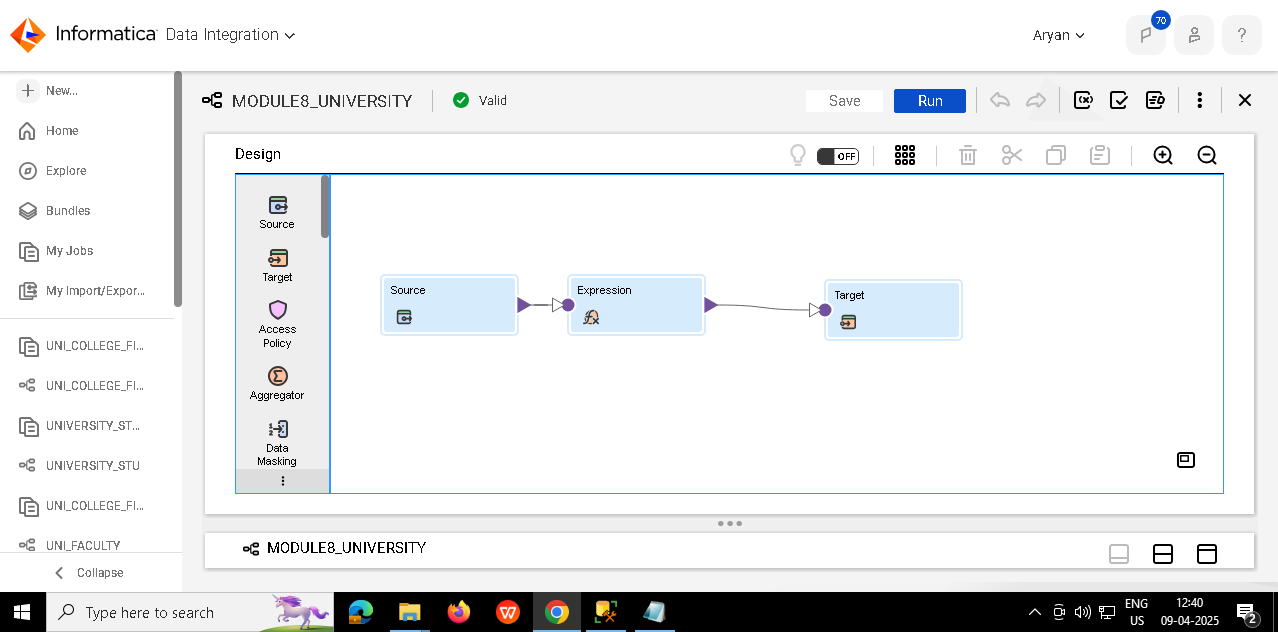 Informatica Data Integration
Aryan
70
?
New...
Home
Explore
Bundles
My Jobs
My Import/Expor...
UNI_COLLEGE_FI...
UNI_COLLEGE_FI...
UNIVERSITY_ST...
UNIVERSITY_STU
UNI_COLLEGE_FI...
UNI_FACULTY
Collapse
MODULE8_UNIVERSITY
Valid
Save
Run
Design
OFF
Source
Target
Access
Policy
Aggregator
Data
Masking
Source
Expression
Target
MODULE8_UNIVERSITY
Type here to search
ENG
US
12:40
09-04-2025
2